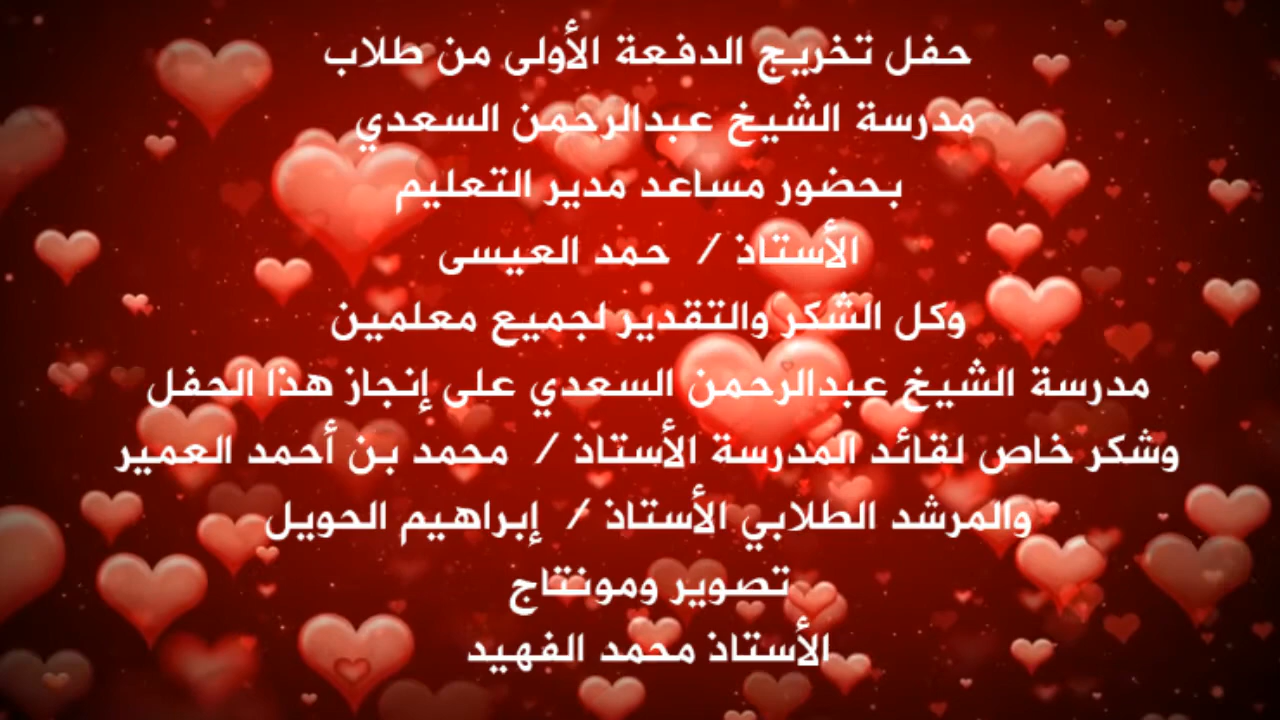 حفل تخريج الدفعة الأولى من طلاب
مدرسة الشيخ عبدالرحمن السعدي
بحضور مساعد مدير التعليم
الأستاذ / حمد العيسى
وكل الشكر والتقدير لجميع معلمين
مدرسة الشيخ عبدالرحمن السعدي على إنجاز هذا الحفل
وشكر خاص لقائد المدرسة الأستاذ / محمد بن أحمد العمير
والمرشد الطلابي الأستاذ / إبراهيم الحويل
تصوير ومونتاج
الأستاذ محمد الفهيد